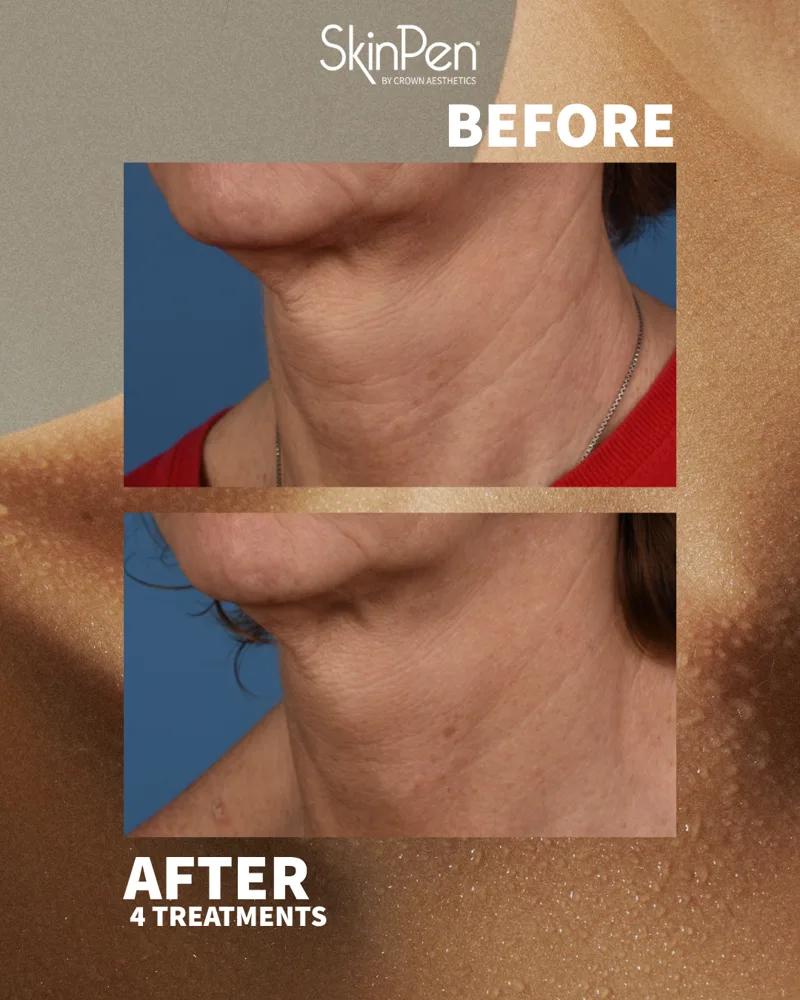 SkinPen®
BY CROWN AESTHETICS
BEFORE
AFTER
4 TREATMENTS